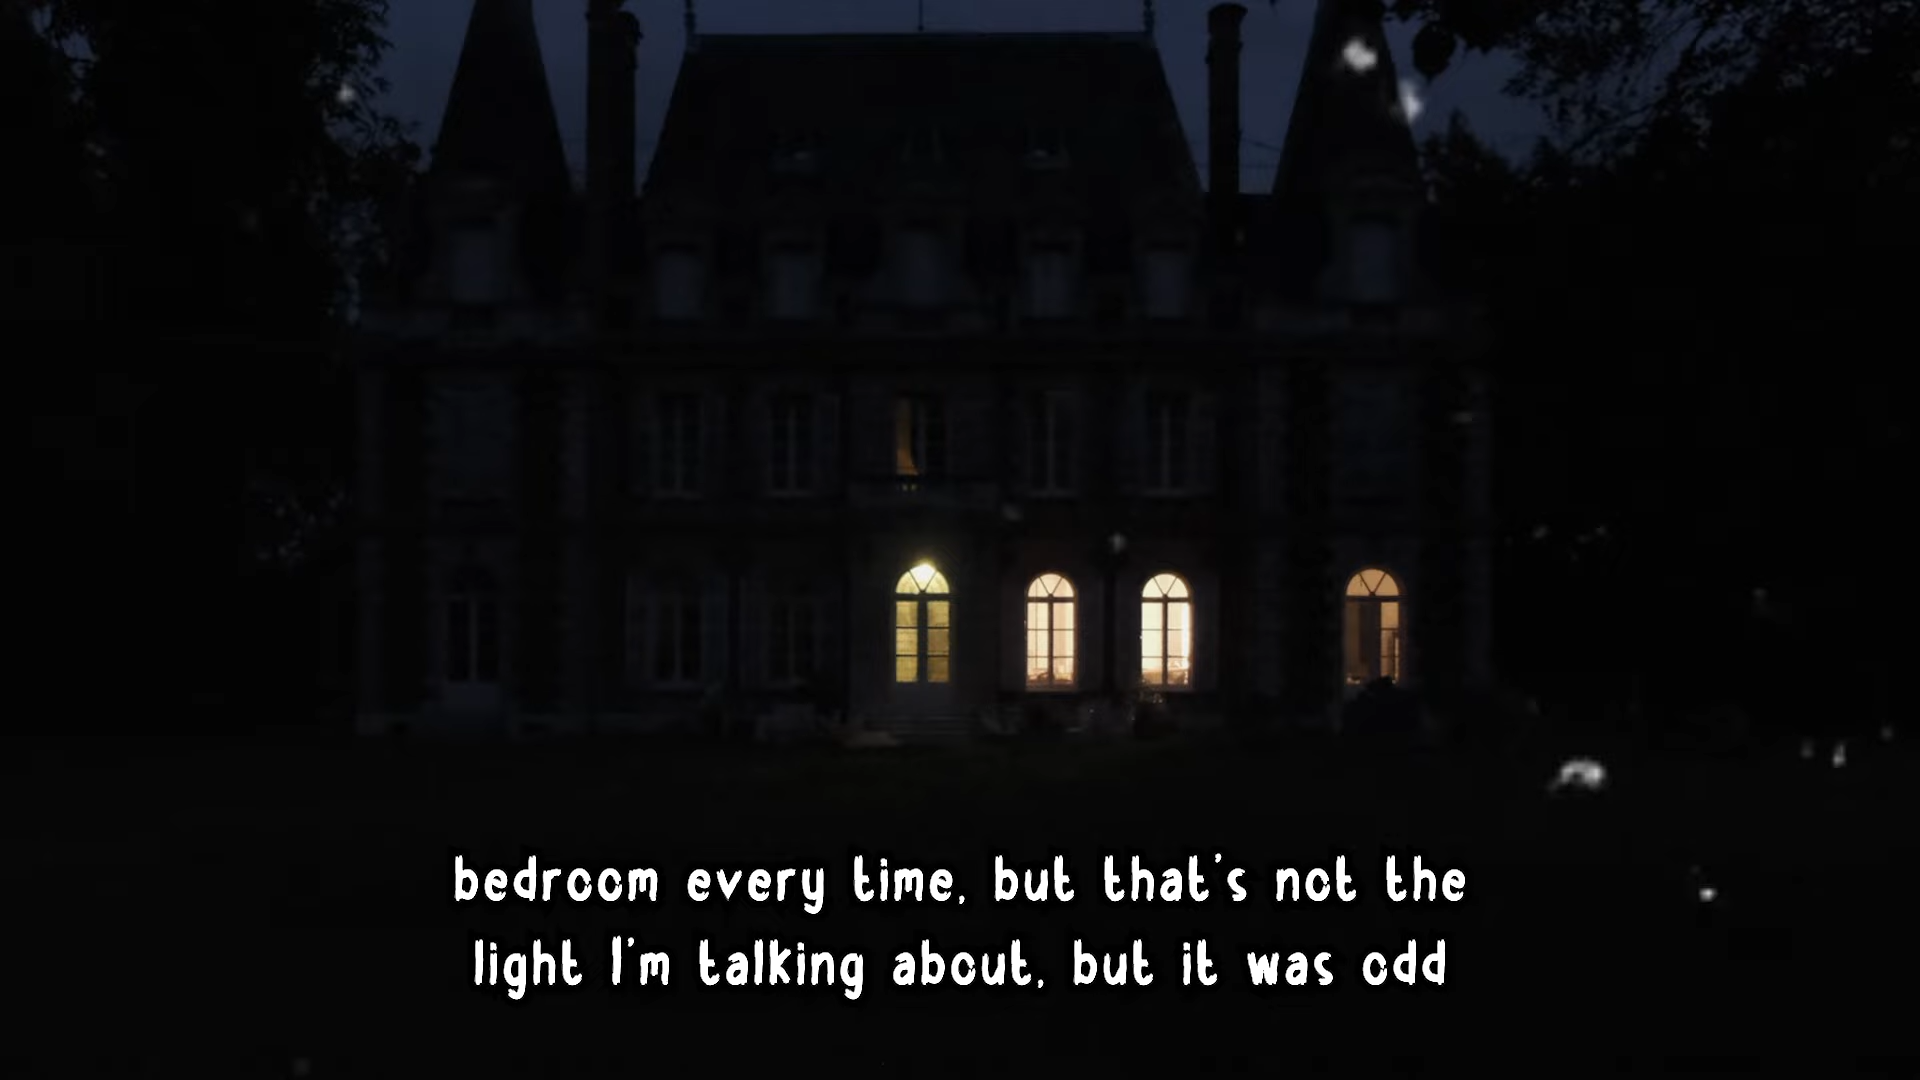 bedroom every time, but that's not the
light I'm talking about, but it was odd